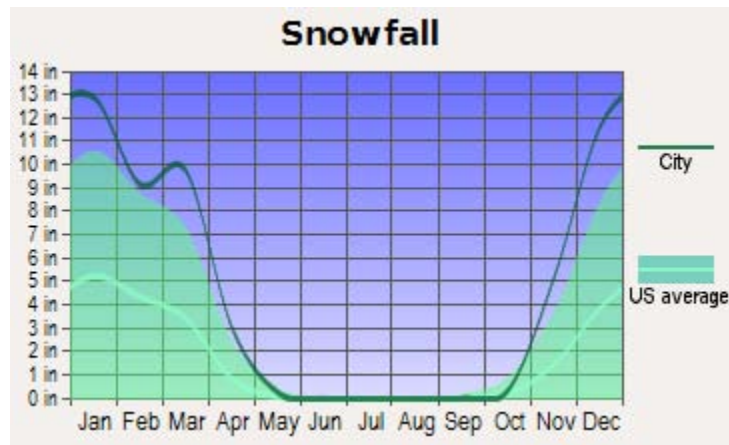 Snowfall
14 in
13 in
12 in
11 in
10 in
9 in
8 in
7 in
6 in
5 in
4 in
3 in
2 in
1 in
0 in
Jan Feb Mar Apr May Jun Jul Aug Sep Oct Nov Dec
City
US average